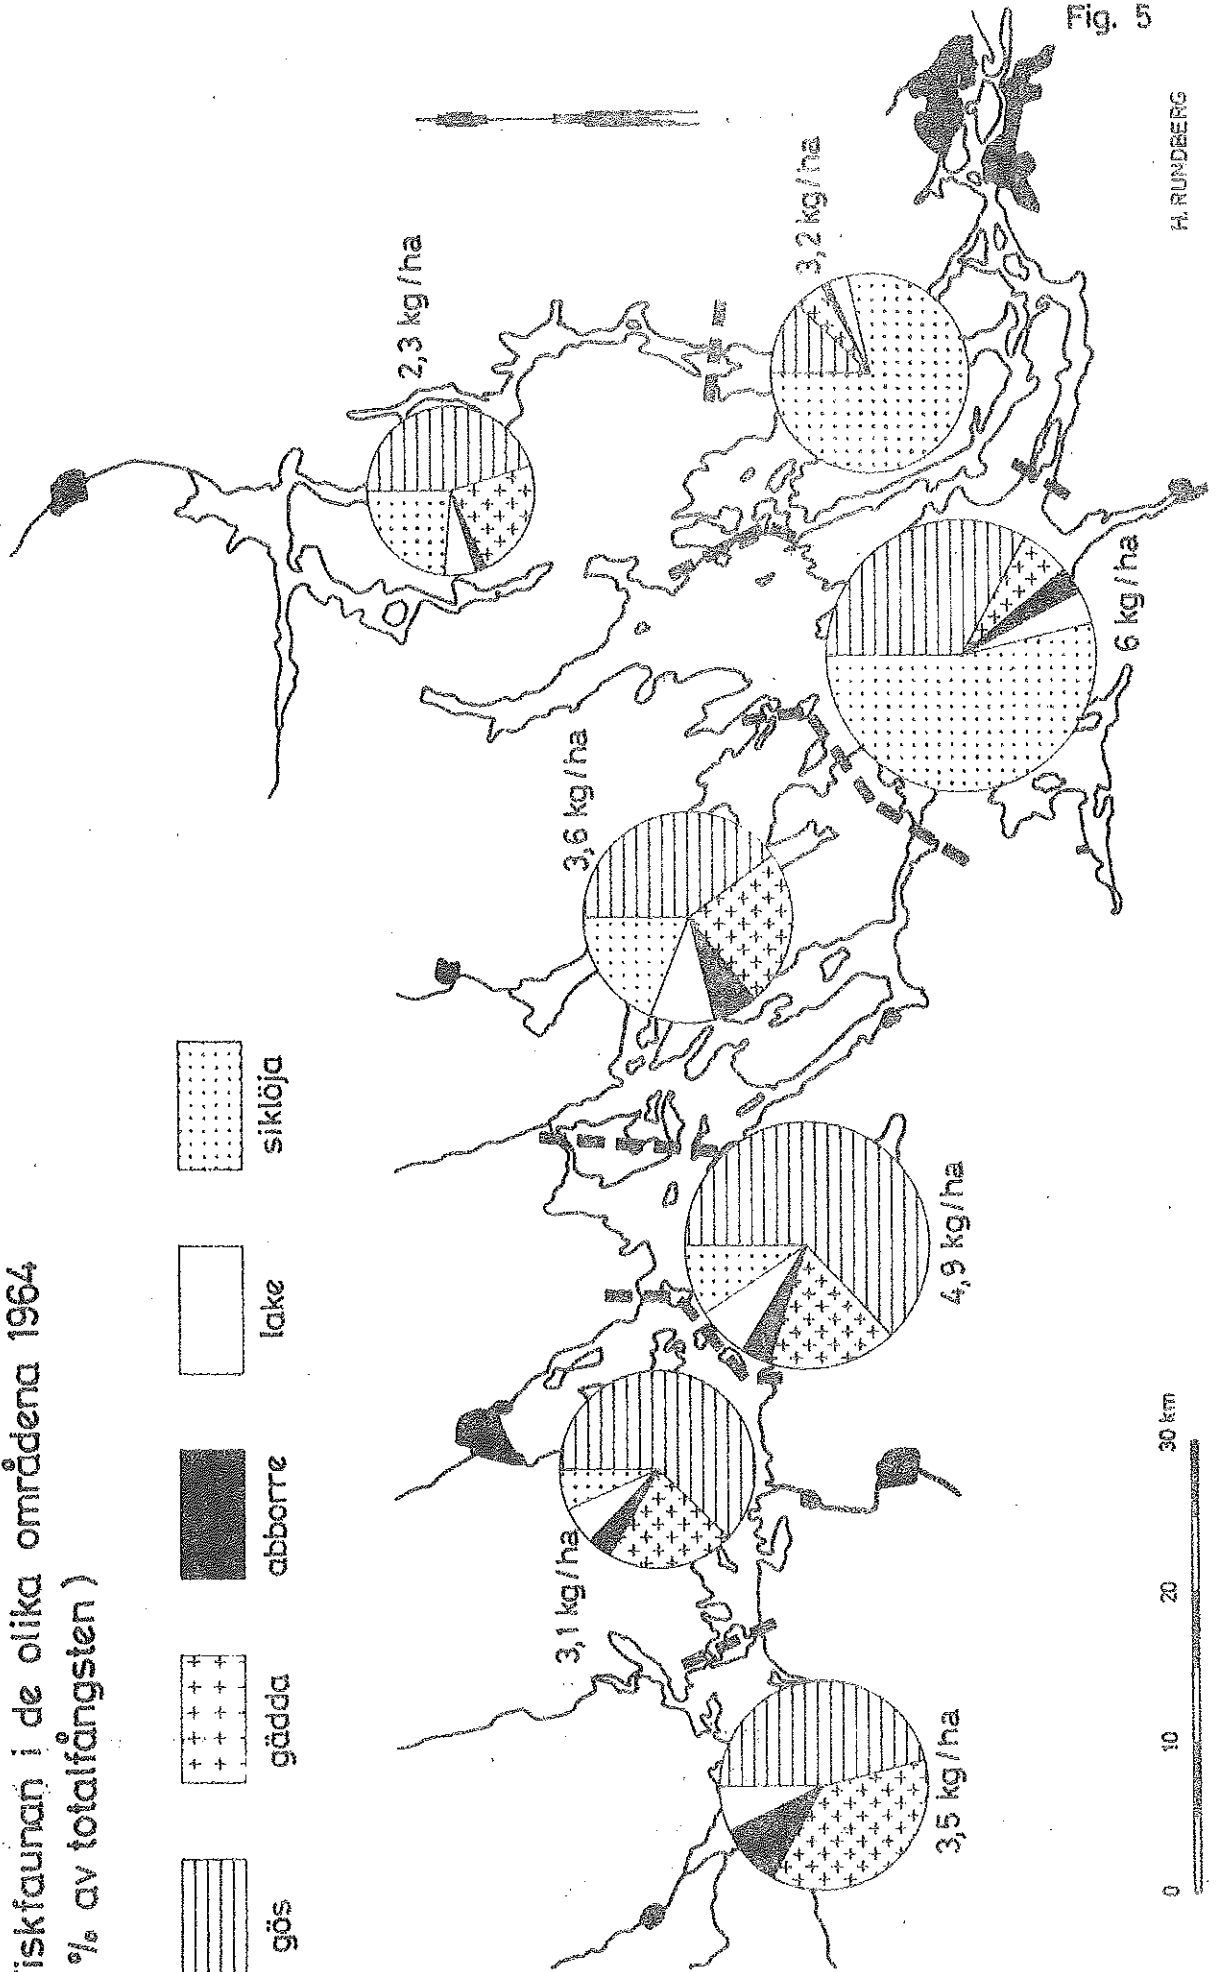 iskfaunan i de olika områdena 1964
% av totalfångsten )
gös
gädda
abborre
lake
siklöja
3,5 kg/ha
3,1 kg/ha
4,9 kg/ha
3,6 kg/ha
6 kg/ha
2,3 kg/ha
3,2 kg/ha
0
10
20
30 km
H. RUNDBERG
Fig. 5